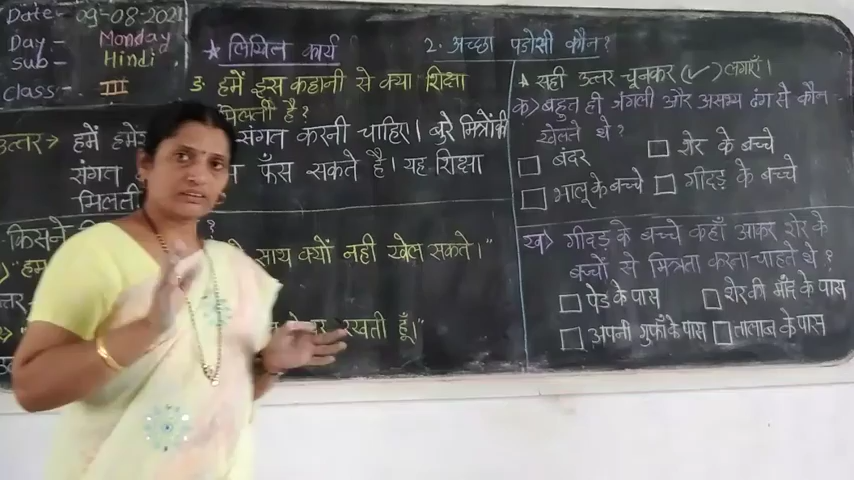 Date:- 09-08-2021
Day:- Monday
Sub:- Hindi
Class:- III
★ लिखित कार्य
2. अच्छा पडोसी कौन?
3. हमें इस कहानी से क्या शिक्षा
मिलती है?
उत्तर> हमें संगत करनी चाहिए। बुरे मित्रों की
संगत फँस सकते है। यह शिक्षा
मिलती
किसने ?
साथ क्यों नही खेल सकते।"
रखती हूँ।"
★ सही उत्तर चूनकर (✓) लगाएँ।
क> बहुत ही जंगली और असभ्य ढंग से कौन
खेलते थे?
☐ बंदर ☐ शेर के बच्चे
☐ भालू के बच्चे ☐ गीदड़ के बच्चे
ख> गीदड़ के बच्चे कहाँ आकर शेर के
बच्चों से मित्रता करना चाहते थे?
☐ पेड के पास ☐ शेर की माँद के पास
☐ अपनी गुफाँ के पास ☐ तालाब के पास